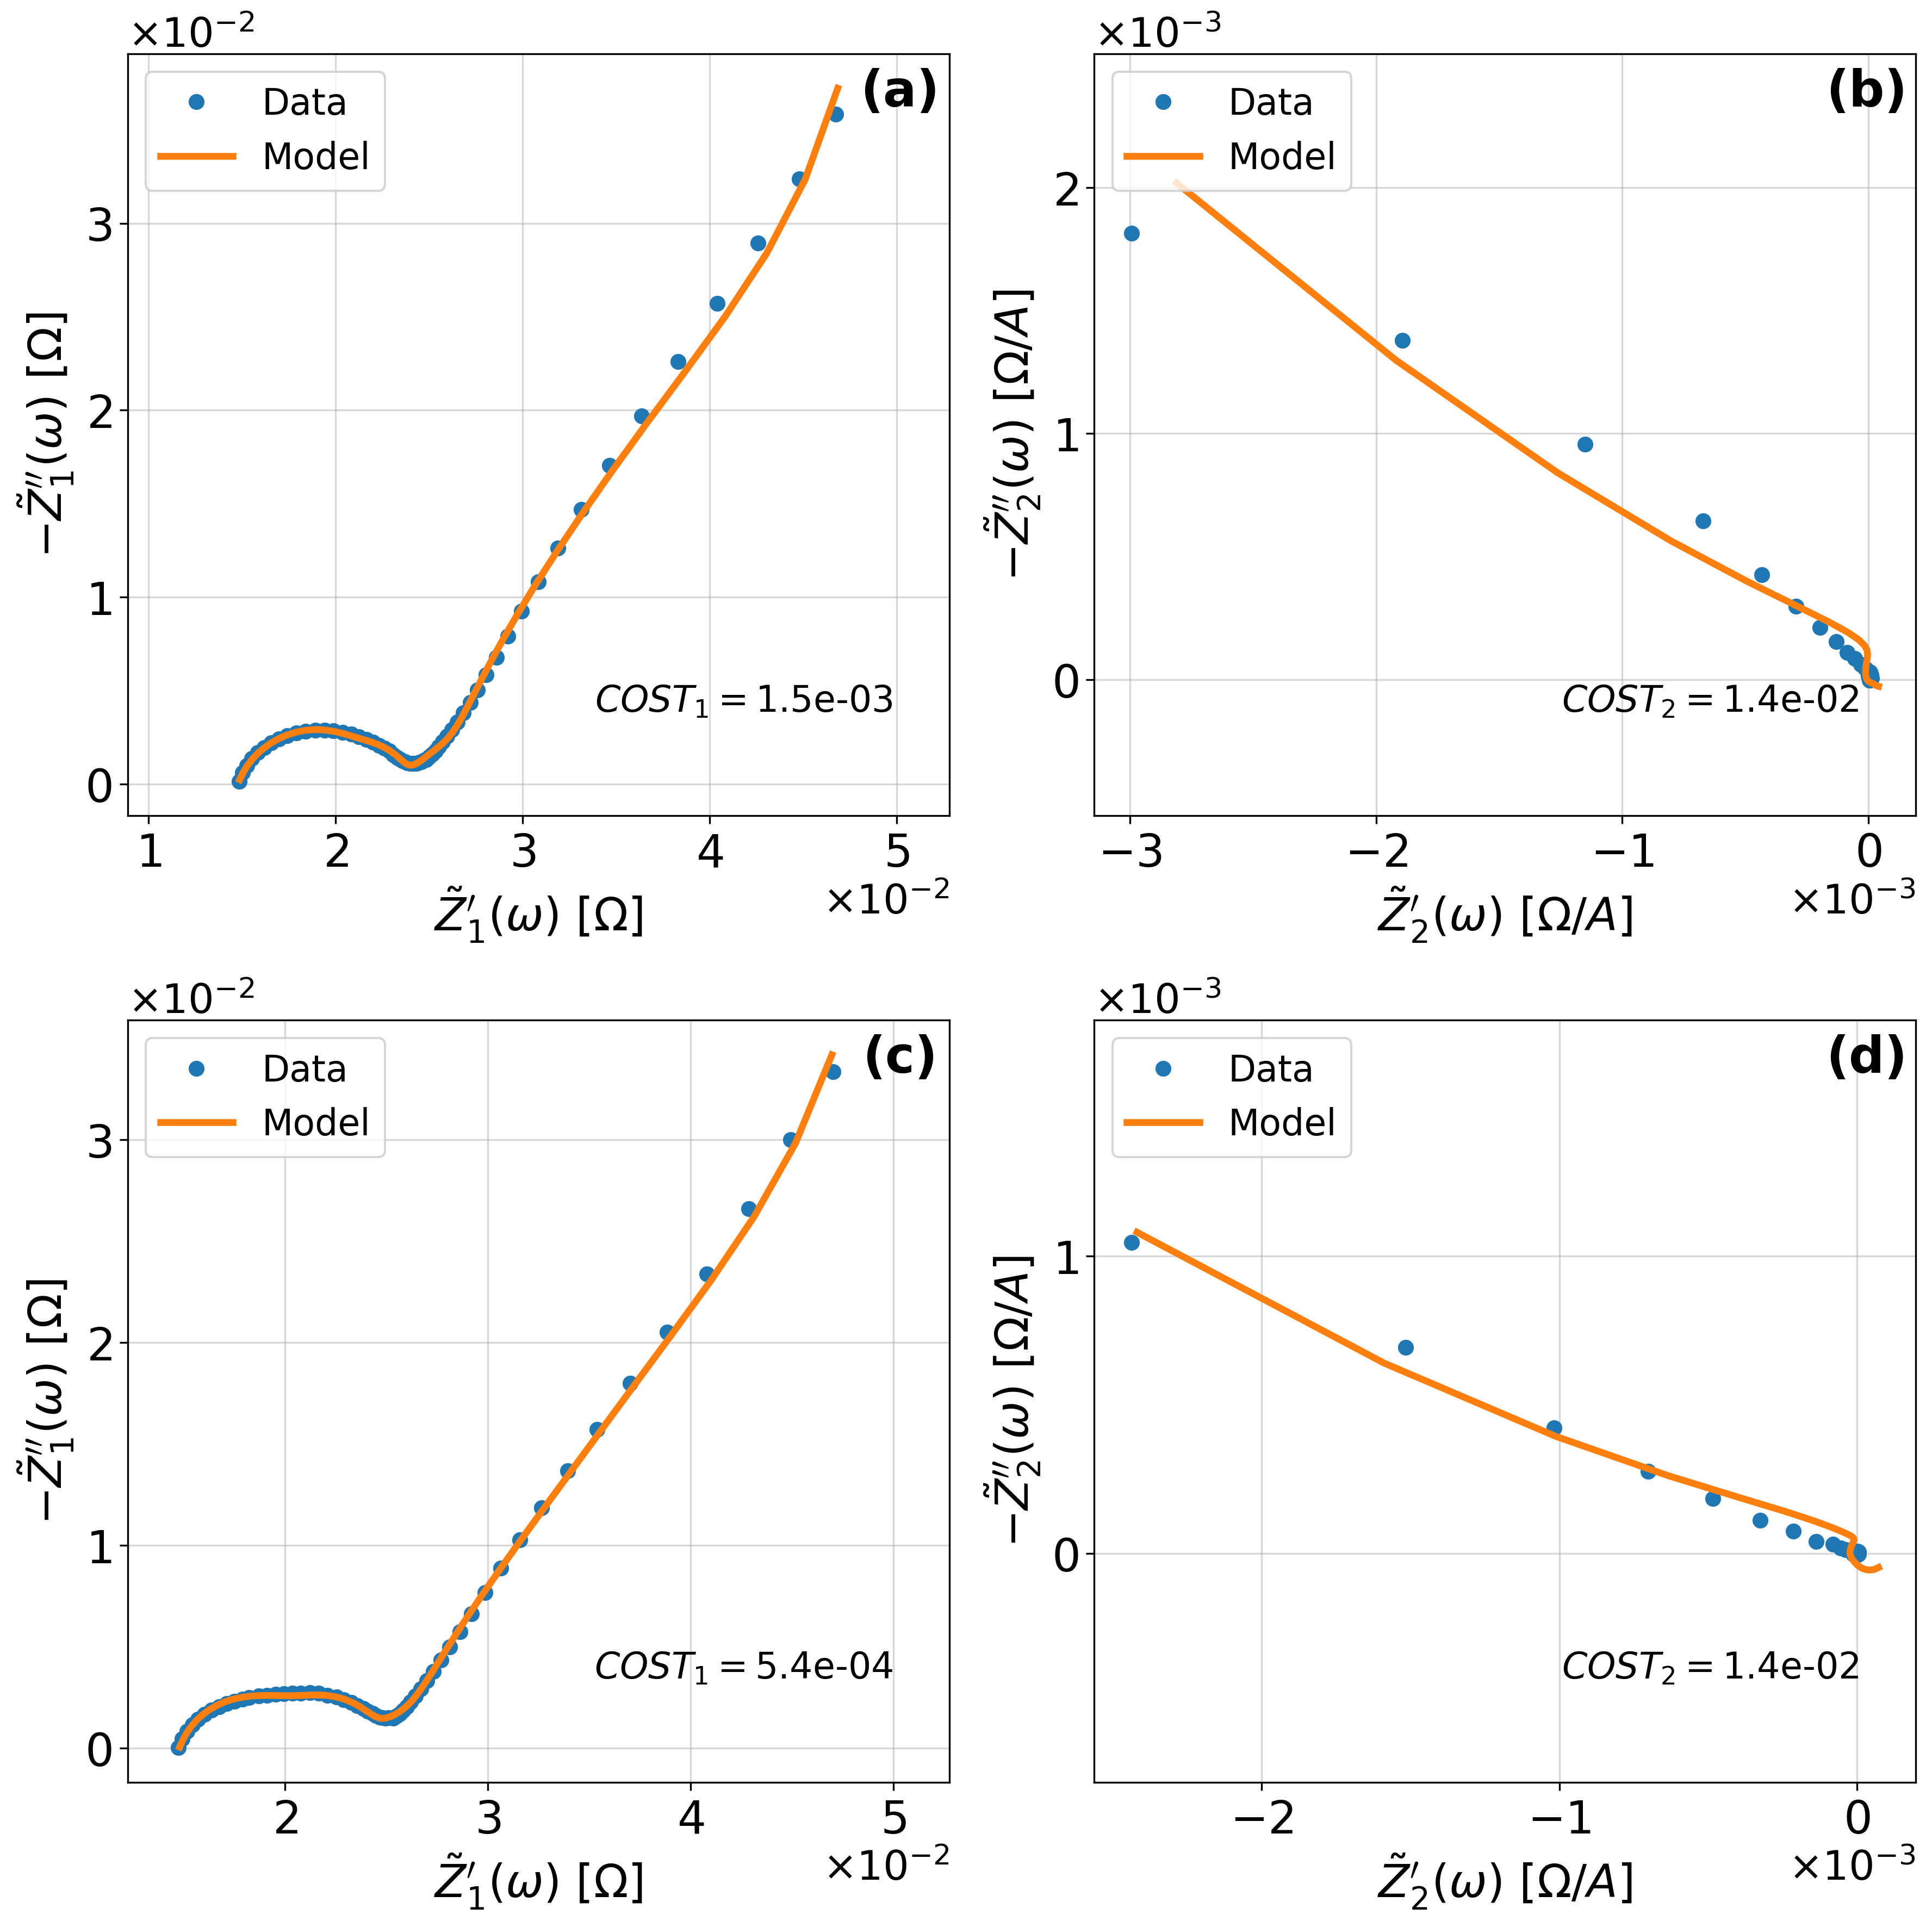 ×10⁻²
(a)
Data
Model
3
2
1
0
−Z̃₁″(ω) [Ω]
COST₁ = 1.5e-03
1 2 3 4 5
×10⁻²
Z̃₁′(ω) [Ω]
×10⁻³
(b)
Data
Model
2
1
0
−Z̃₂″(ω) [Ω/A]
COST₂ = 1.4e-02
−3 −2 −1 0
×10⁻³
Z̃₂′(ω) [Ω/A]
×10⁻²
(c)
Data
Model
3
2
1
0
−Z̃₁″(ω) [Ω]
COST₁ = 5.4e-04
2 3 4 5
×10⁻²
Z̃₁′(ω) [Ω]
×10⁻³
(d)
Data
Model
1
0
−Z̃₂″(ω) [Ω/A]
COST₂ = 1.4e-02
−2 −1 0
×10⁻³
Z̃₂′(ω) [Ω/A]